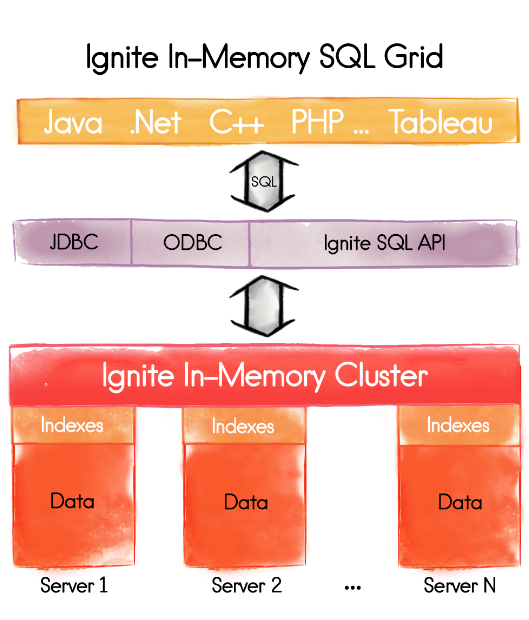 Ignite In-Memory SQL Grid
Java .Net C++ PHP ... Tableau
SQL
JDBC ODBC Ignite SQL API
Ignite In-Memory Cluster
Indexes Indexes Indexes
Data Data Data
Server 1 Server 2 ... Server N